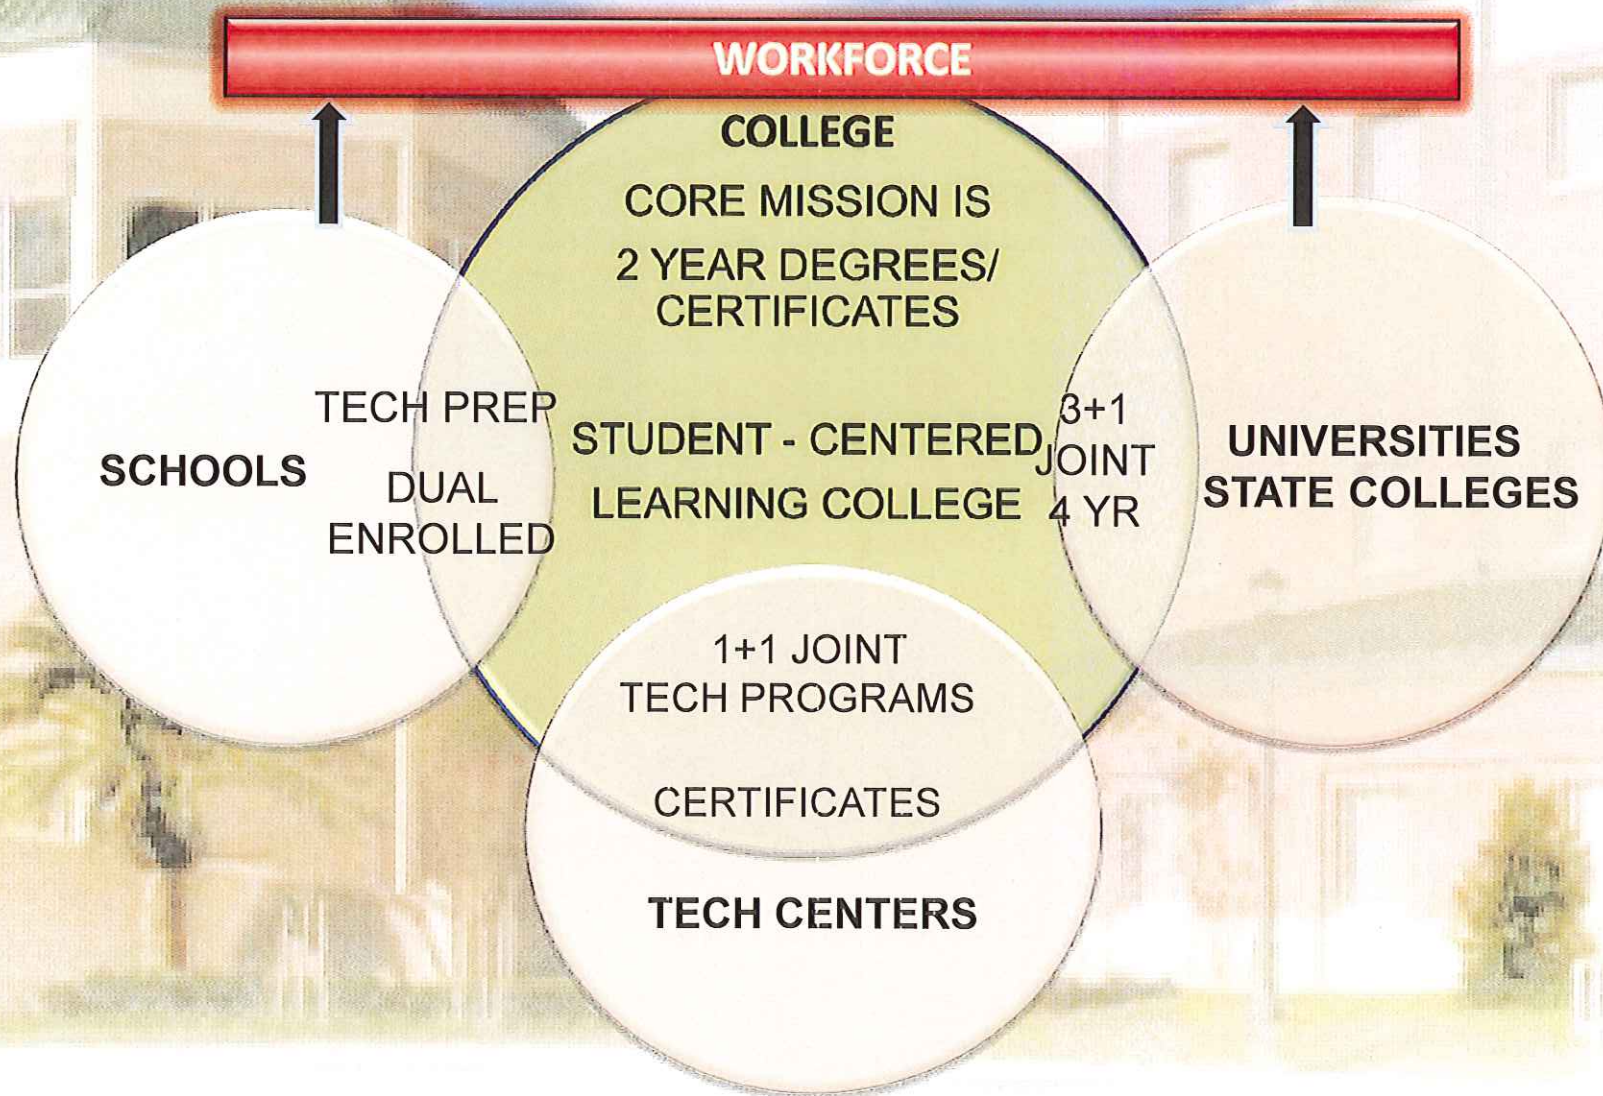 WORKFORCE
COLLEGE
CORE MISSION IS
2 YEAR DEGREES/
CERTIFICATES
TECH PREP
DUAL
ENROLLED
SCHOOLS
STUDENT - CENTERED
LEARNING COLLEGE
3+1
JOINT
4 YR
UNIVERSITIES
STATE COLLEGES
1+1 JOINT
TECH PROGRAMS
CERTIFICATES
TECH CENTERS